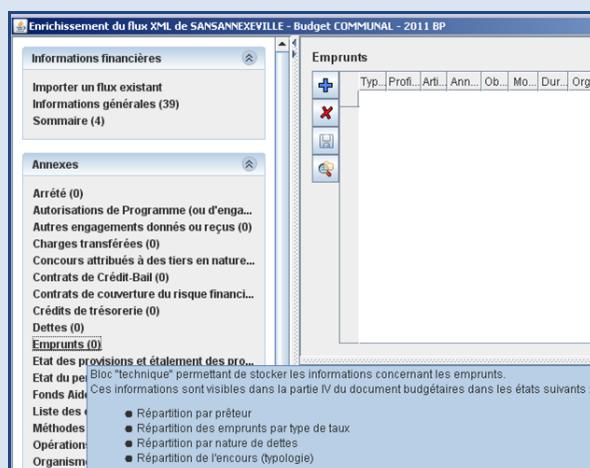 Enrichissement du flux XML de SANSANNEXEVILLE - Budget COMMUNAL - 2011 BP
Informations financières
Importer un flux existant
Informations générales (39)
Sommaire (4)
Annexes
Arrété (0)
Autorisations de Programme (ou d'enga...
Autres engagements donnés ou reçus (0)
Charges transférées (0)
Concours attribués à des tiers en nature...
Contrats de Crédit-Bail (0)
Contrats de couverture du risque financi...
Crédits de trésorerie (0)
Dettes (0)
Emprunts (0)
Etat des provisions et étalement des pro...
Etat du pe
Fonds Aid
Liste des
Méthodes
Opération
Organism
Emprunts
Typ... Profi... Arti... Ann... Ob... Mo... Dur... Org
Bloc "technique" permettant de stocker les informations concernant les emprunts.
Ces informations sont visibles dans la partie IV du document budgétaires dans les états suivants :
● Répartition par prêteur
● Répartition des emprunts par type de taux
● Répartition par nature de dettes
● Répartition de l'encours (typologie)